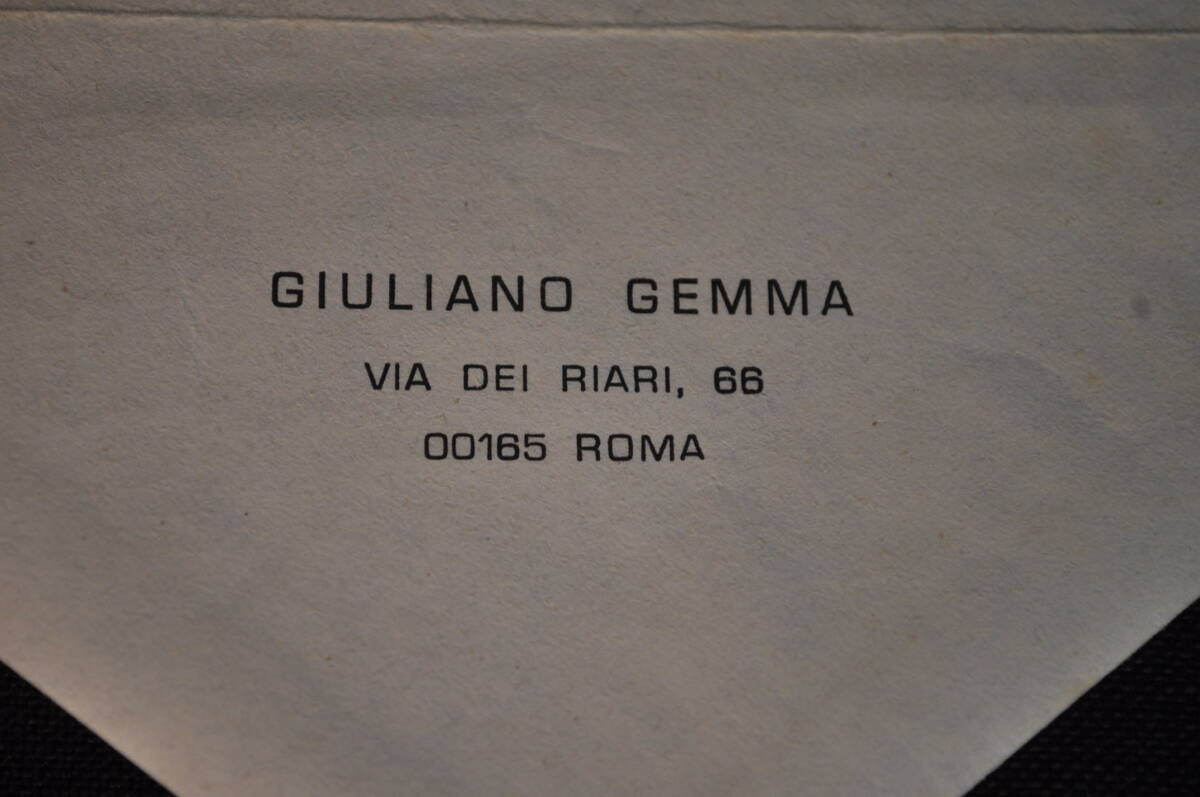 GIULIANO GEMMA
VIA DEI RIARI, 66
00165 ROMA